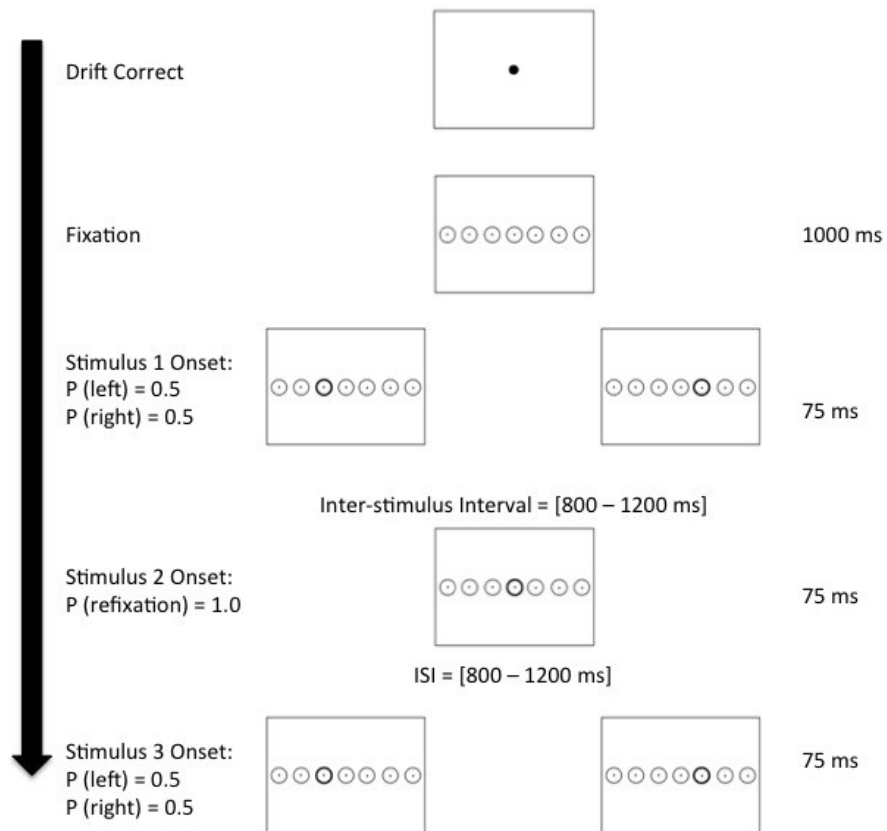 Drift Correct
Fixation
1000 ms
Stimulus 1 Onset:
P (left) = 0.5
P (right) = 0.5
75 ms
Inter-stimulus Interval = [800 – 1200 ms]
Stimulus 2 Onset:
P (refixation) = 1.0
75 ms
ISI = [800 – 1200 ms]
Stimulus 3 Onset:
P (left) = 0.5
P (right) = 0.5
75 ms